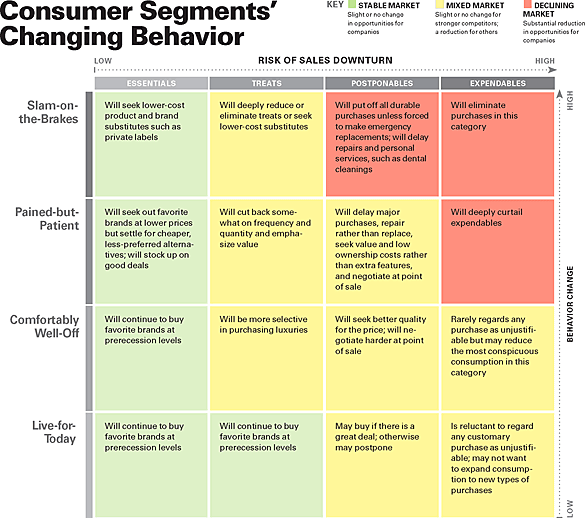 Consumer Segments'
Changing Behavior
KEY
STABLE MARKET
Slight or no change
in opportunities for
companies
MIXED MARKET
Slight or no change for
stronger competitors;
a reduction for others
DECLINING
MARKET
Substantial reduction
in opportunities for
companies
LOW
RISK OF SALES DOWNTURN
HIGH
ESSENTIALS
TREATS
POSTPONABLES
EXPENDABLES
Slam-on-
the-Brakes
Will seek lower-cost
product and brand
substitutes such as
private labels
Will deeply reduce or
eliminate treats or seek
lower-cost substitutes
Will put off all durable
purchases unless forced
to make emergency
replacements; will delay
repairs and personal
services, such as dental
cleanings
Will eliminate
purchases in this
category
Pained-but-
Patient
Will seek out favorite
brands at lower prices
but settle for cheaper,
less-preferred alterna-
tives; will stock up on
good deals
Will cut back some-
what on frequency and
quantity and empha-
size value
Will delay major
purchases, repair
rather than replace,
seek value and low
ownership costs rather
than extra features,
and negotiate at point
of sale
Will deeply curtail
expendables
Comfortably
Well-Off
Will continue to buy
favorite brands at
prerecession levels
Will be more selective
in purchasing luxuries
Will seek better quality
for the price; will ne-
gotiate harder at point
of sale
Rarely regards any
purchase as unjustifi-
able but may reduce
the most conspicuous
consumption in this
category
Live-for-
Today
Will continue to buy
favorite brands at
prerecession levels
Will continue to buy
favorite brands at
prerecession levels
May buy if there is a
great deal; otherwise
may postpone
Is reluctant to regard
any customary
purchase as unjustifi-
able; may not want
to expand consump-
tion to new types of
purchases
HIGH
BEHAVIOR CHANGE
LOW